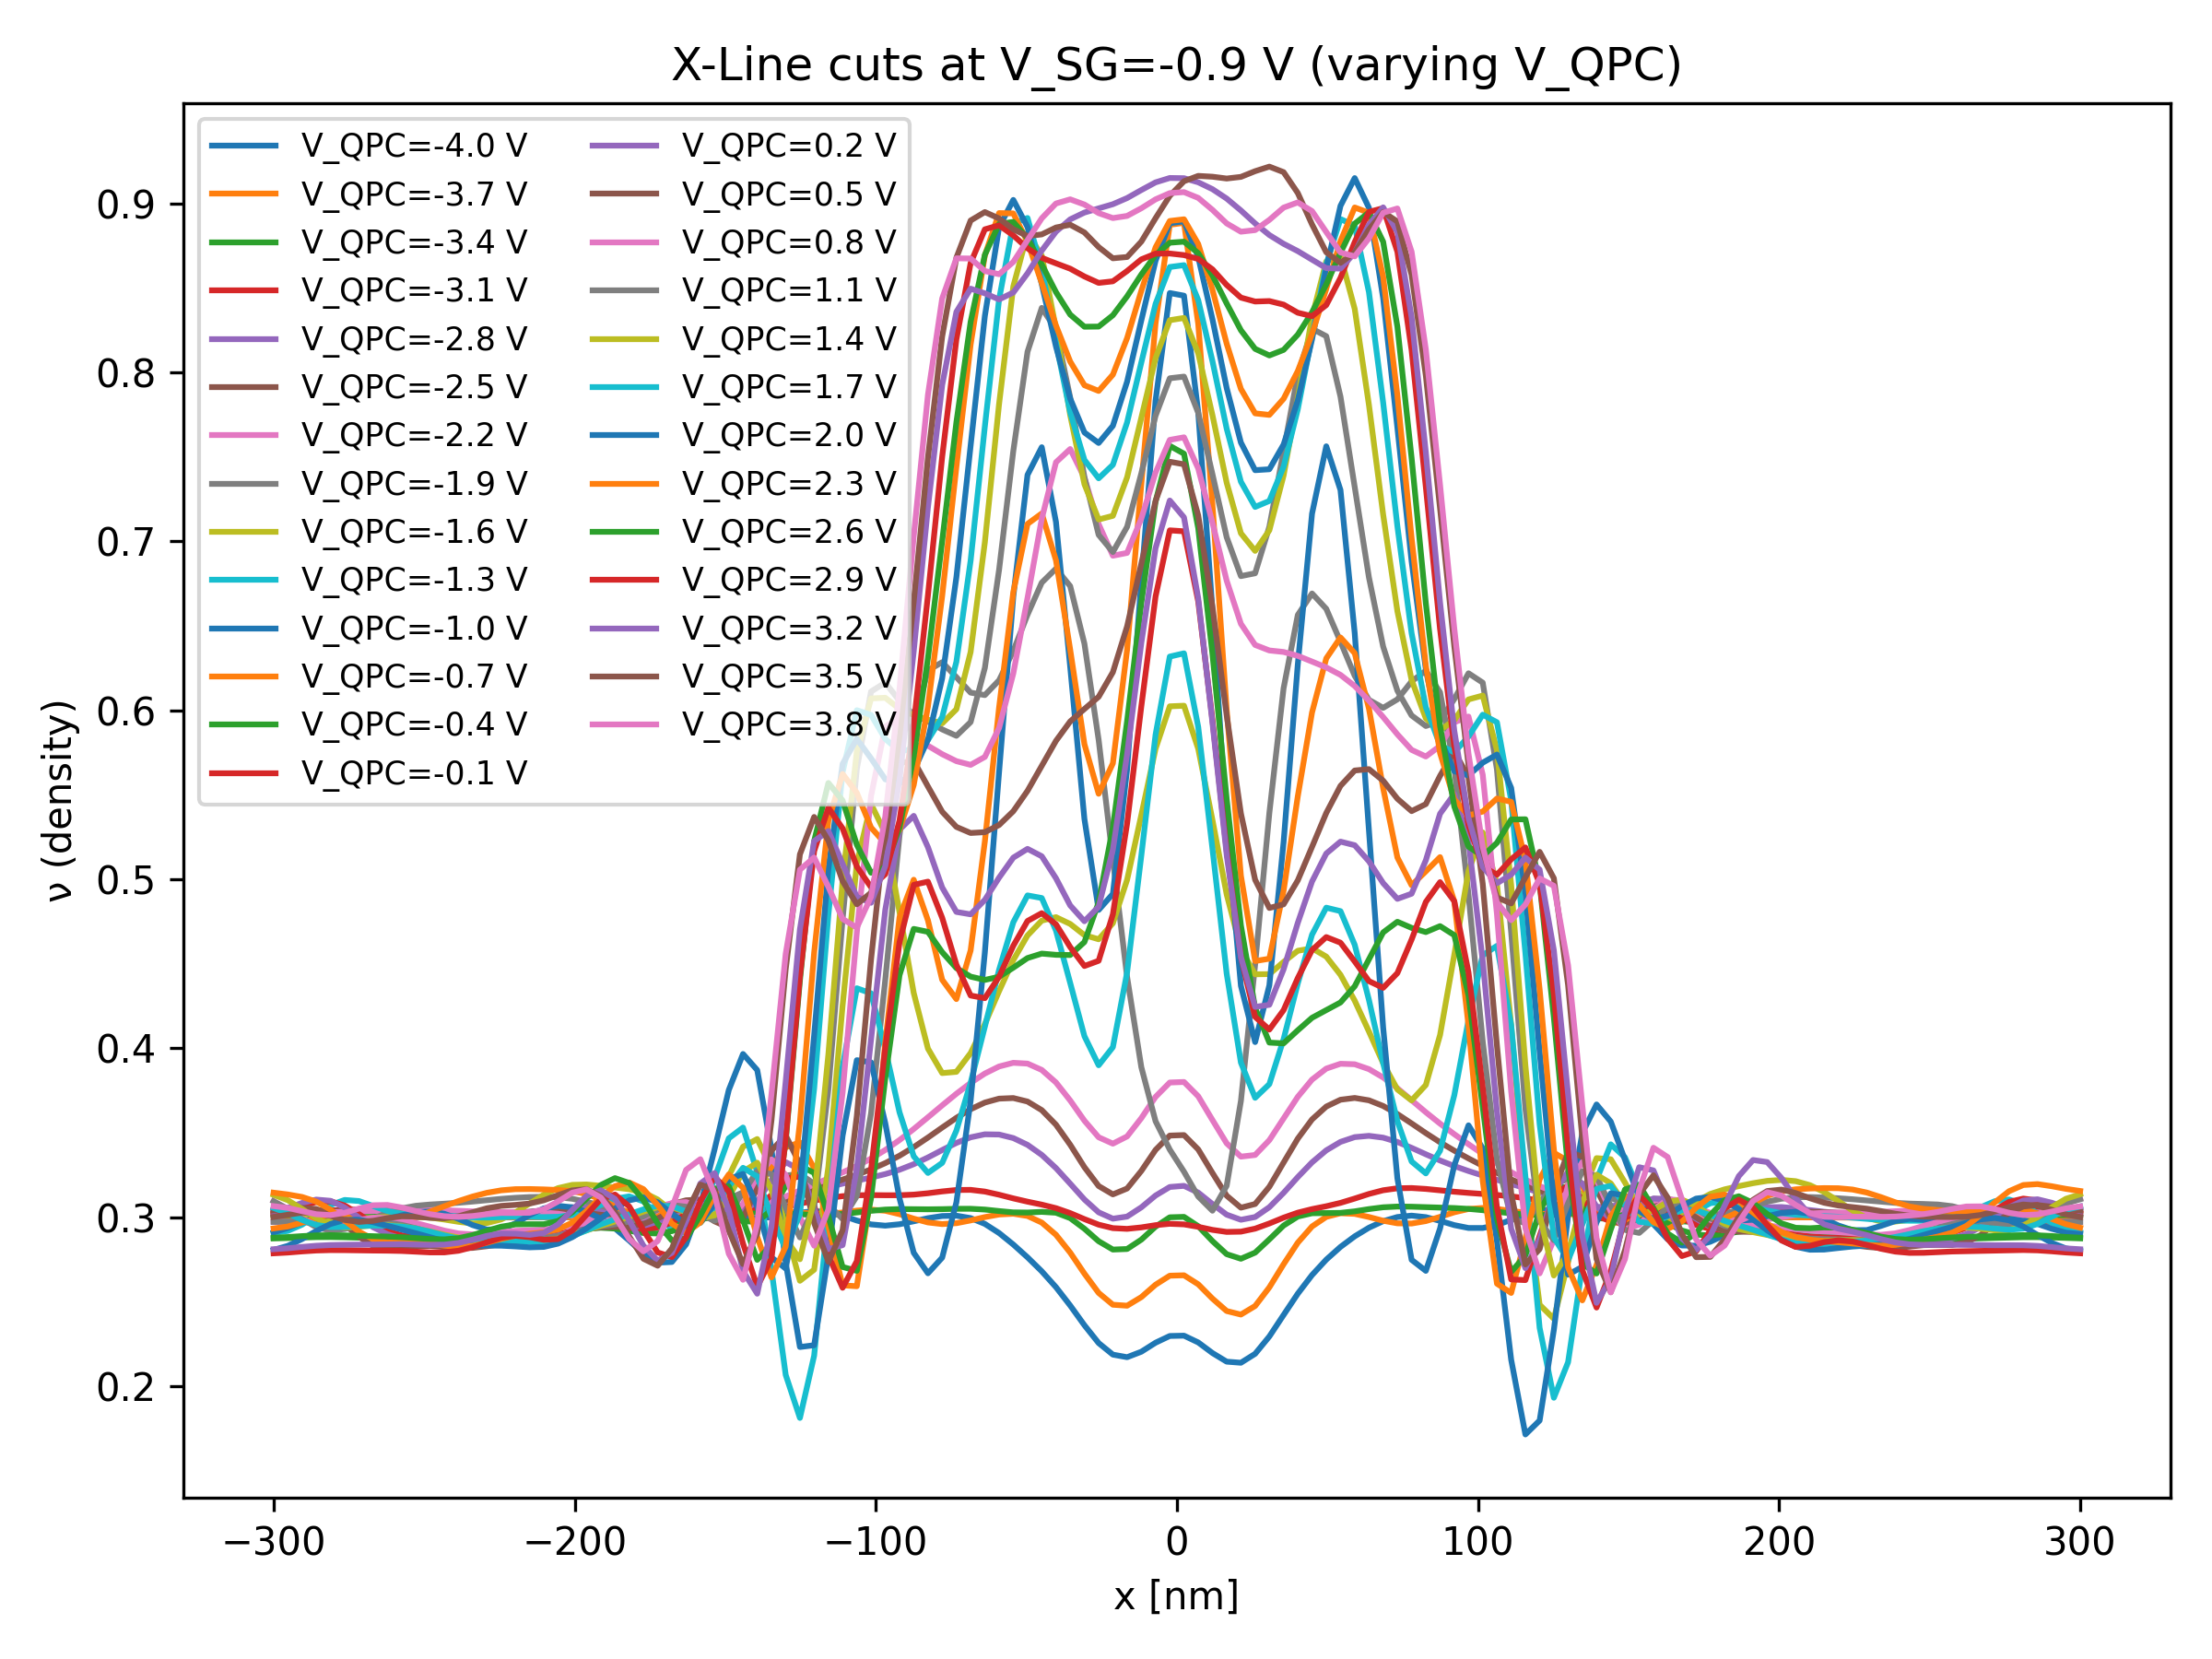 X-Line cuts at V_SG=-0.9 V (varying V_QPC)
V_QPC=-4.0 V
V_QPC=-3.7 V
V_QPC=-3.4 V
V_QPC=-3.1 V
V_QPC=-2.8 V
V_QPC=-2.5 V
V_QPC=-2.2 V
V_QPC=-1.9 V
V_QPC=-1.6 V
V_QPC=-1.3 V
V_QPC=-1.0 V
V_QPC=-0.7 V
V_QPC=-0.4 V
V_QPC=-0.1 V
V_QPC=0.2 V
V_QPC=0.5 V
V_QPC=0.8 V
V_QPC=1.1 V
V_QPC=1.4 V
V_QPC=1.7 V
V_QPC=2.0 V
V_QPC=2.3 V
V_QPC=2.6 V
V_QPC=2.9 V
V_QPC=3.2 V
V_QPC=3.5 V
V_QPC=3.8 V
ν (density)
0.9
0.8
0.7
0.6
0.5
0.4
0.3
0.2
−300
−200
−100
0
100
200
300
x [nm]